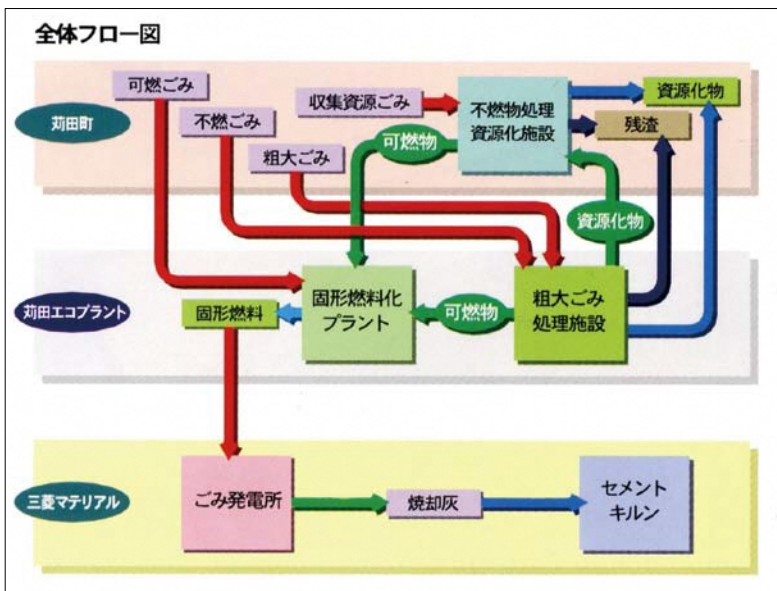 全体フロー図
可燃ごみ
収集資源ごみ
不燃物処理
資源化施設
資源化物
苅田町
不燃ごみ
残渣
可燃物
粗大ごみ
資源化物
苅田エコプラント
固形燃料
固形燃料化
プラント
可燃物
粗大ごみ
処理施設
三菱マテリアル
ごみ発電所
焼却灰
セメント
キルン